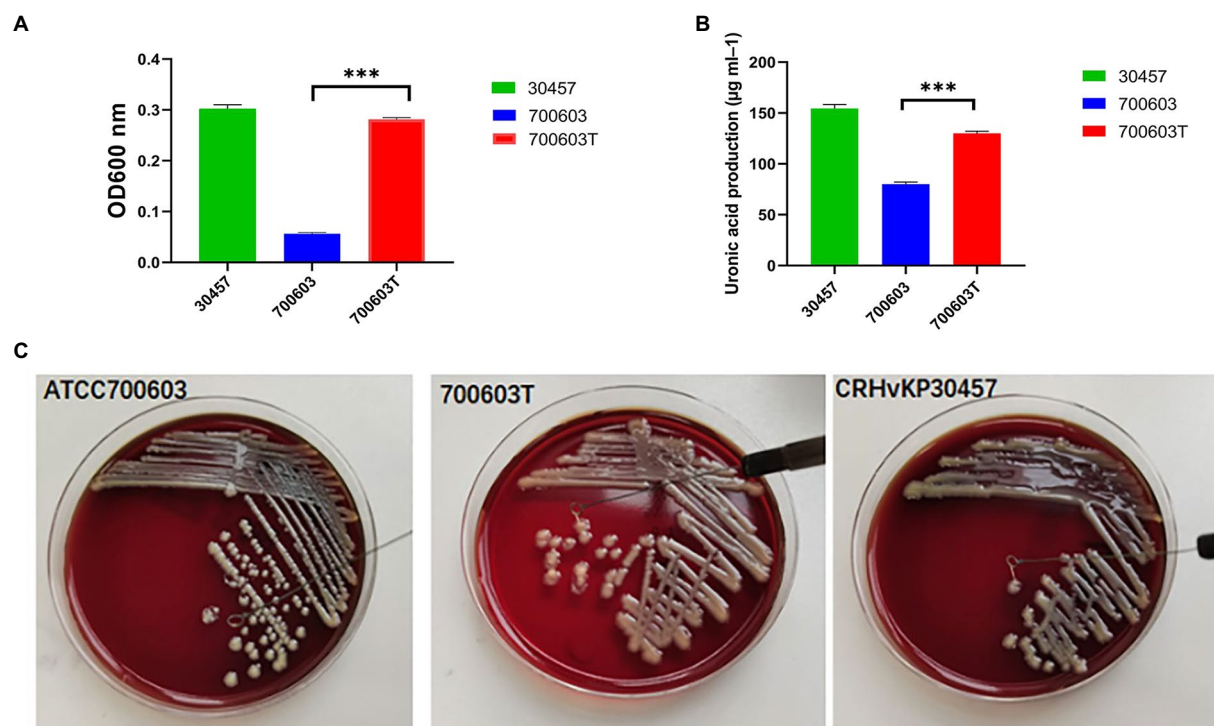 A
OD600 nm
0.4
0.3
0.2
0.1
0.0
***
30457
700603
700603T
30457
700603
700603T
B
Uronic acid production (µg ml–1)
200
150
100
50
0
***
30457
700603
700603T
30457
700603
700603T
C
ATCC700603
700603T
CRHvKP30457